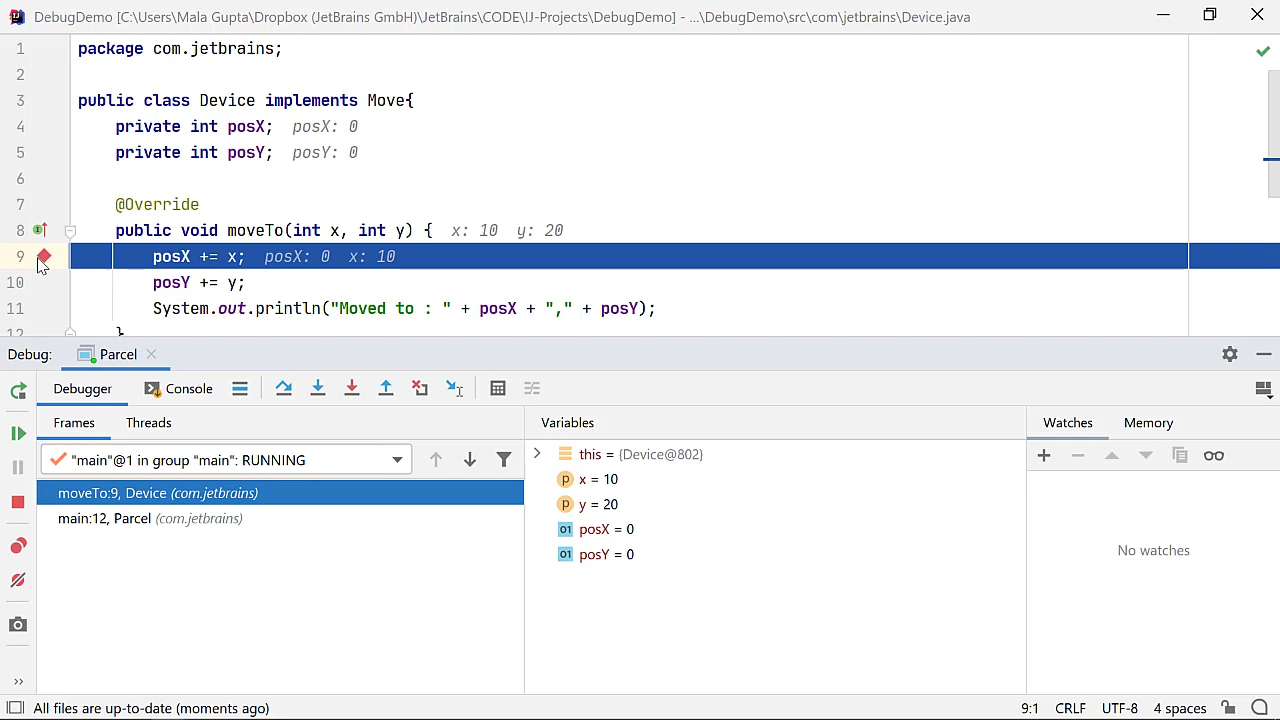 DebugDemo [C:\Users\Mala Gupta\Dropbox (JetBrains GmbH)\JetBrains\CODE\IJ-Projects\DebugDemo] - ...\DebugDemo\src\com\jetbrains\Device.java
1 package com.jetbrains;
2
3 public class Device implements Move{
4 private int posX; posX: 0
5 private int posY; posY: 0
6
7 @Override
8 public void moveTo(int x, int y) { x: 10 y: 20
9 posX += x; posX: 0 x: 10
10 posY += y;
11 System.out.println("Moved to : " + posX + "," + posY);
12 }
Debug: Parcel
Debugger Console
Frames Threads Variables Watches Memory
"main"@1 in group "main": RUNNING
moveTo:9, Device (com.jetbrains)
main:12, Parcel (com.jetbrains)
this = {Device@802}
p x = 10
p y = 20
01 posX = 0
01 posY = 0
No watches
All files are up-to-date (moments ago) 9:1 CRLF UTF-8 4 spaces